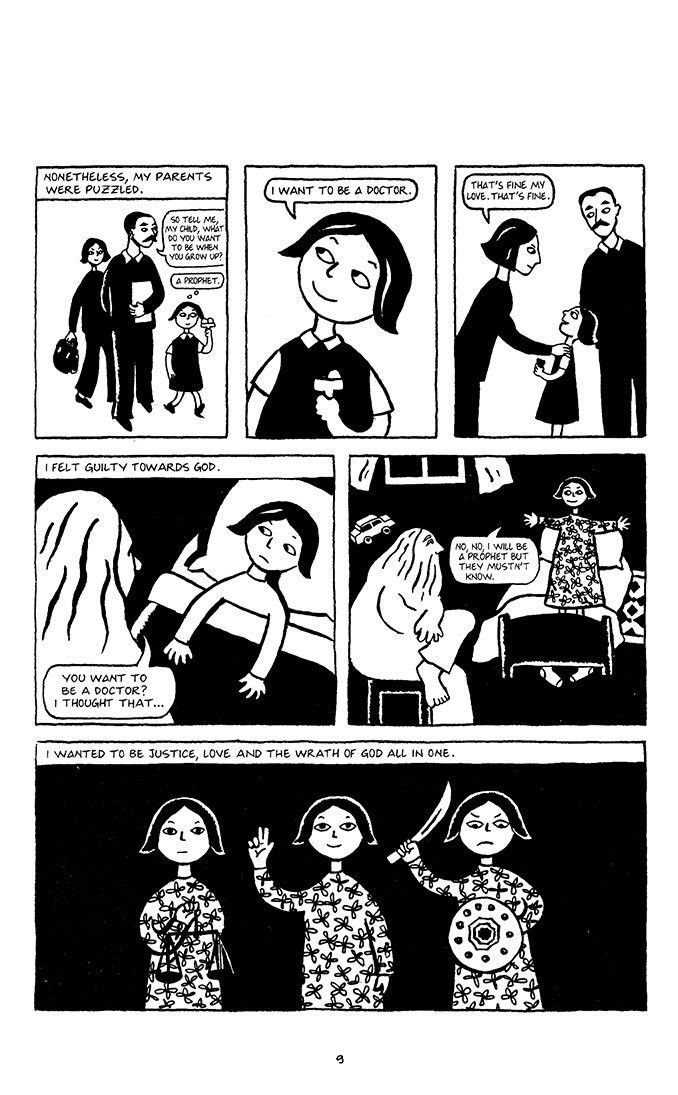 NONETHELESS, MY PARENTS
WERE PUZZLED.
SO TELL ME,
MY CHILD, WHAT
DO YOU WANT
TO BE WHEN
YOU GROW UP?
A PROPHET.
I WANT TO BE A DOCTOR.
THAT'S FINE MY
LOVE. THAT'S FINE.
I FELT GUILTY TOWARDS GOD.
YOU WANT TO
BE A DOCTOR?
I THOUGHT THAT...
NO, NO, I WILL BE
A PROPHET BUT
THEY MUSTN'T
KNOW.
I WANTED TO BE JUSTICE, LOVE AND THE WRATH OF GOD ALL IN ONE.
9